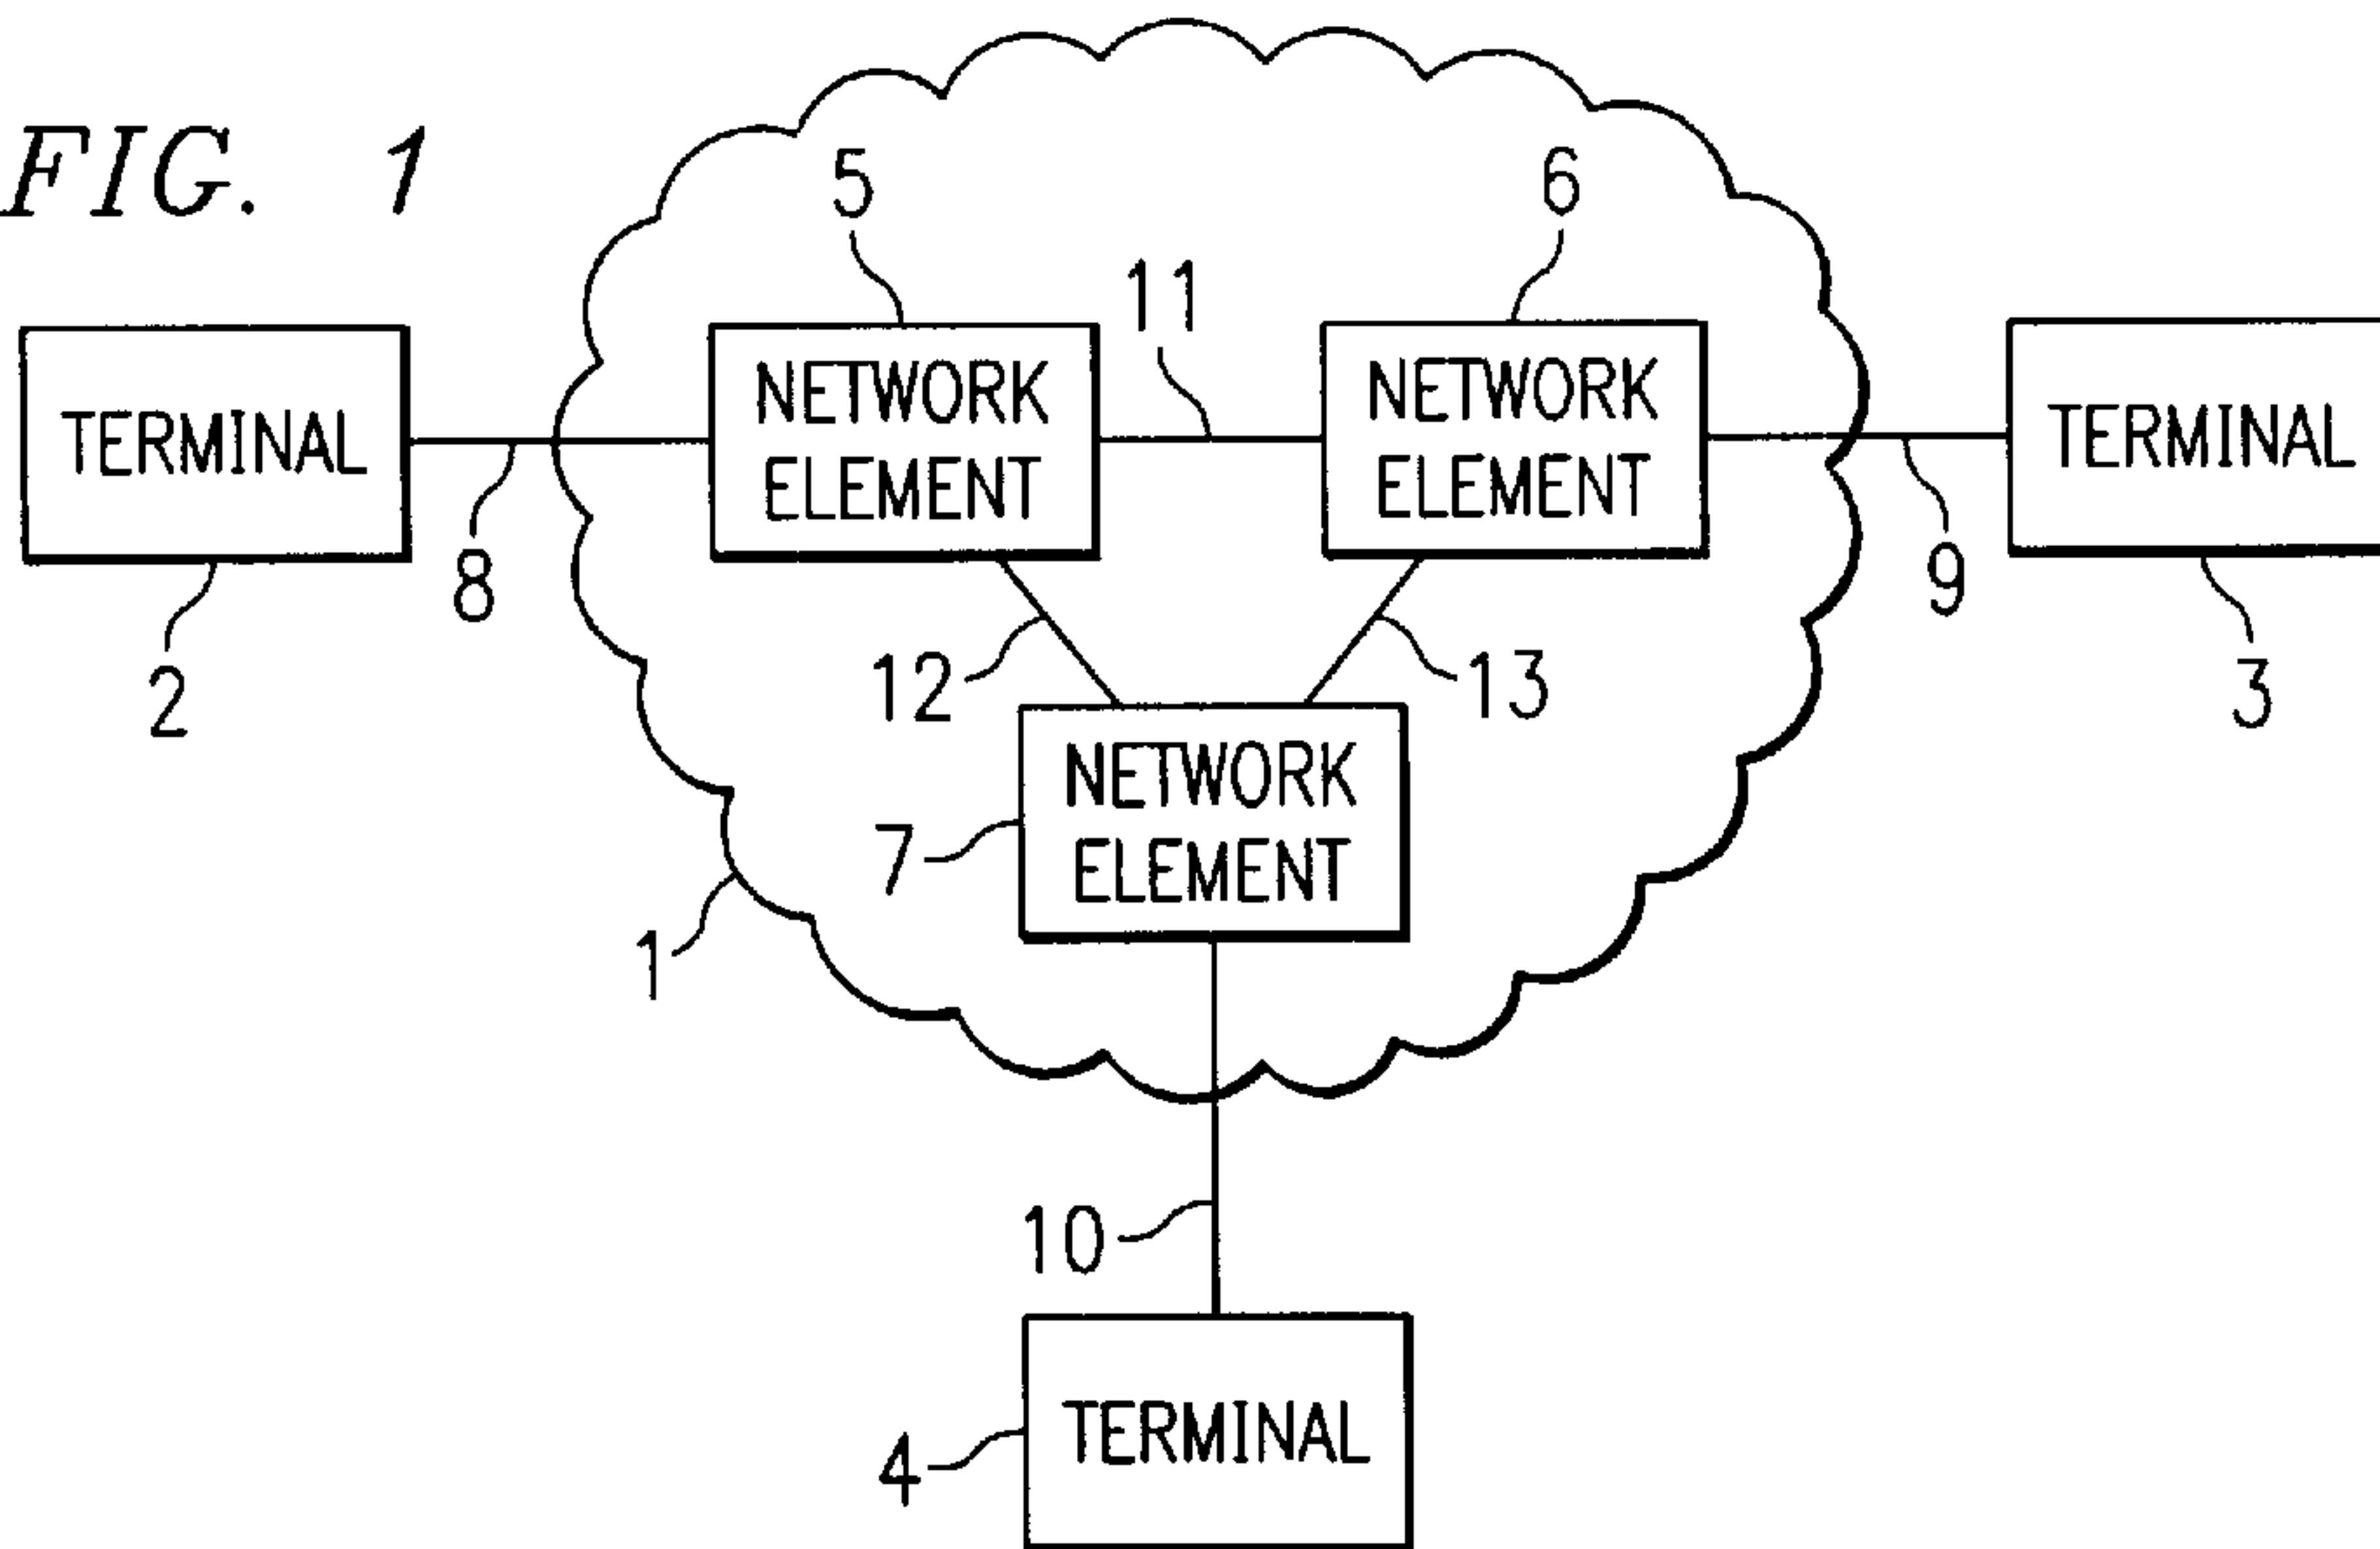 FIG. 1
5
6
11
TERMINAL
NETWORK
ELEMENT
NETWORK
ELEMENT
TERMINAL
8
9
2
12
13
3
NETWORK
ELEMENT
7
1
10
TERMINAL
4